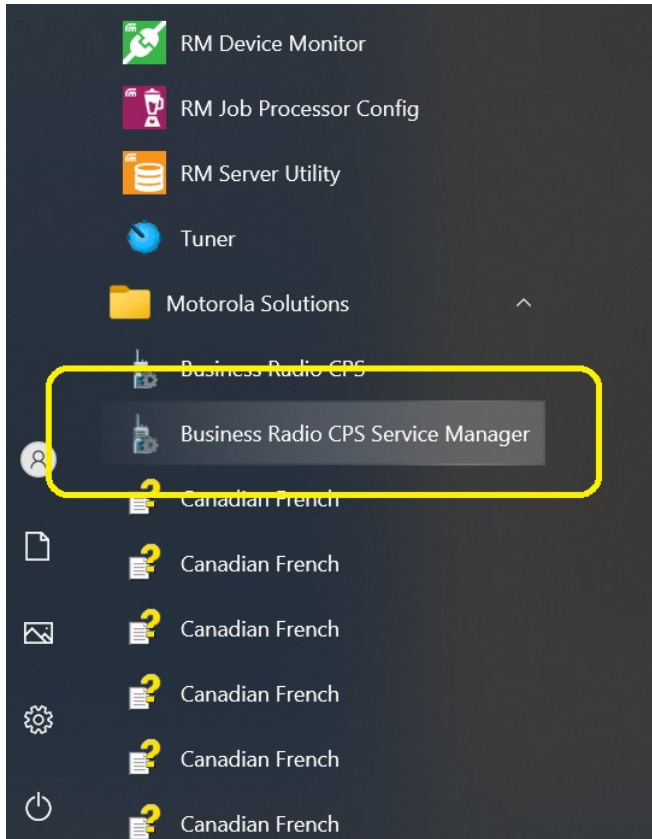 RM Device Monitor
RM Job Processor Config
RM Server Utility
Tuner
Motorola Solutions
Business Radio CPS
Business Radio CPS Service Manager
Canadian French
Canadian French
Canadian French
Canadian French
Canadian French
Canadian French